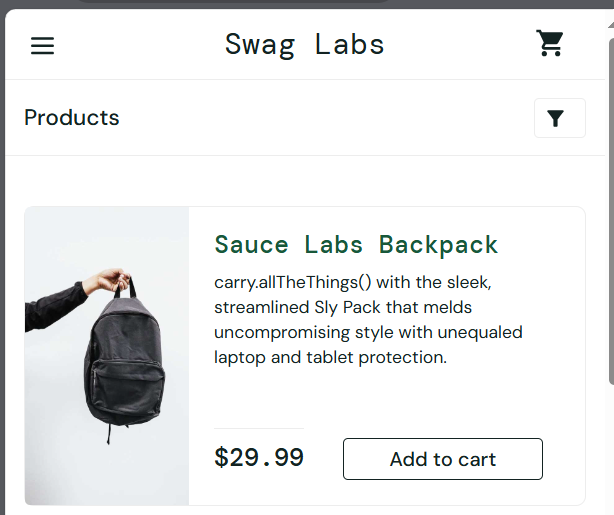 Swag Labs
Products
Sauce Labs Backpack
carry.allTheThings() with the sleek,
streamlined Sly Pack that melds
uncompromising style with unequaled
laptop and tablet protection.
$29.99
Add to cart